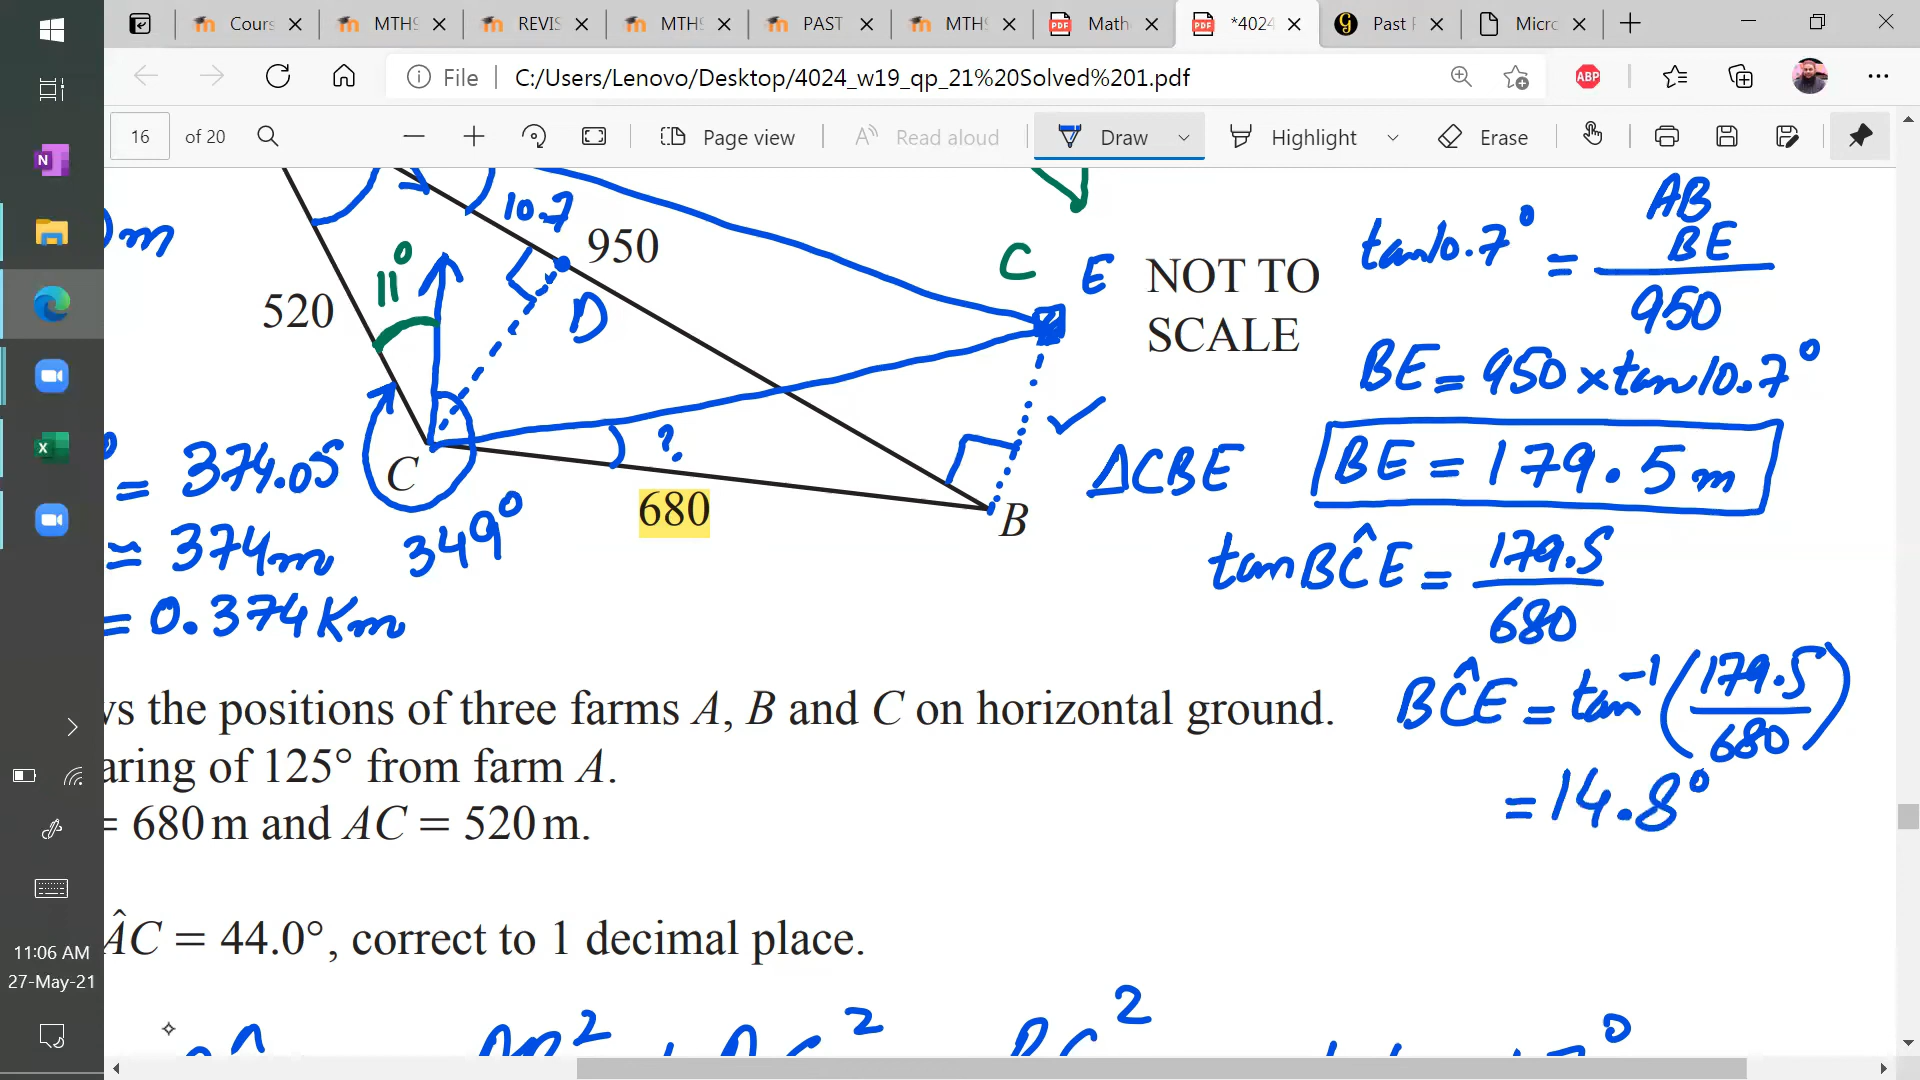 Cours
MTHS
REVIS
MTHS
PAST
MTHS
Mathe
*4024
Past P
Micro
File
C:/Users/Lenovo/Desktop/4024_w19_qp_21%20Solved%201.pdf
16 of 20
Page view
Read aloud
Draw
Highlight
Erase
10.7
950
m
11°
520
D
C E
NOT TO
SCALE
C
?
680
B
349°
= 374.05
≈ 374m
= 0.374 Km
AB
tan10.7° = BE
950
BE = 950 × tan10.7°
✓
ΔCBE
BE = 179.5m
tanBĈE = 179.5
680
BĈE = tan⁻¹(179.5
680)
= 14.8°
ws the positions of three farms A, B and C on horizontal ground.
aring of 125° from farm A.
= 680 m and AC = 520 m.
ÂC = 44.0°, correct to 1 decimal place.
11:06 AM
27-May-21